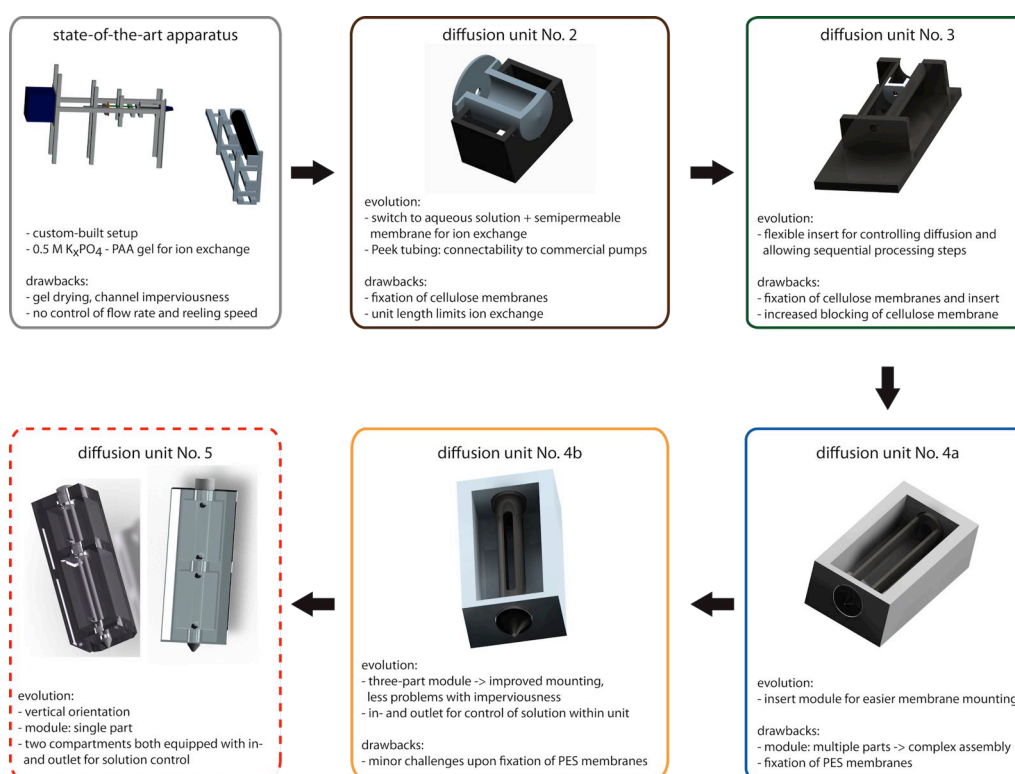 state-of-the-art apparatus
- custom-built setup
- 0.5 M KxPO4 - PAA gel for ion exchange
drawbacks:
- gel drying, channel imperviousness
- no control of flow rate and reeling speed
diffusion unit No. 2
evolution:
- switch to aqueous solution + semipermeable
membrane for ion exchange
- Peek tubing: connectability to commercial pumps
drawbacks:
- fixation of cellulose membranes
- unit length limits ion exchange
diffusion unit No. 3
evolution:
- flexible insert for controlling diffusion and
allowing sequential processing steps
drawbacks:
- fixation of cellulose membranes and insert
- increased blocking of cellulose membrane
diffusion unit No. 4a
evolution:
- insert module for easier membrane mounting
drawbacks:
- module: multiple parts -> complex assembly
- fixation of PES membranes
diffusion unit No. 4b
evolution:
- three-part module -> improved mounting,
less problems with imperviousness
- in- and outlet for control of solution within unit
drawbacks:
- minor challenges upon fixation of PES membranes
diffusion unit No. 5
evolution:
- vertical orientation
- module: single part
- two compartments both equipped with in-
and outlet for solution control